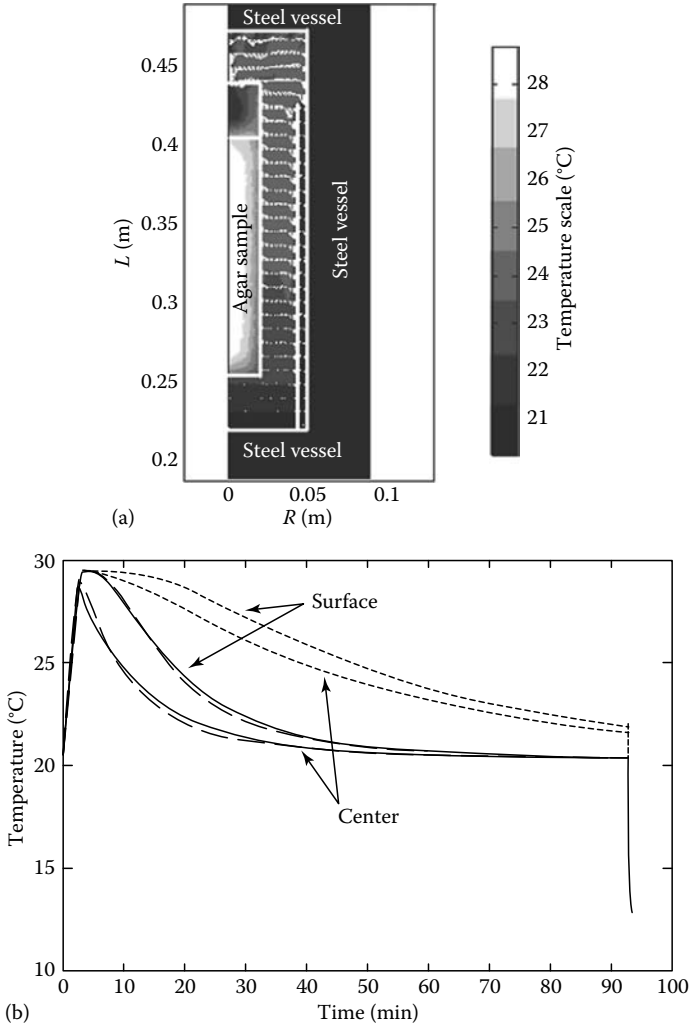 Steel vessel
0.45
0.4
0.35
0.3
0.25
0.2
L (m)
Agar sample
Steel vessel
Steel vessel
0
0.05
0.1
R (m)
(a)
28
27
26
25
24
23
22
21
Temperature scale (°C)
30
25
20
15
10
Temperature (°C)
Surface
Center
0
10
20
30
40
50
60
70
80
90
100
Time (min)
(b)